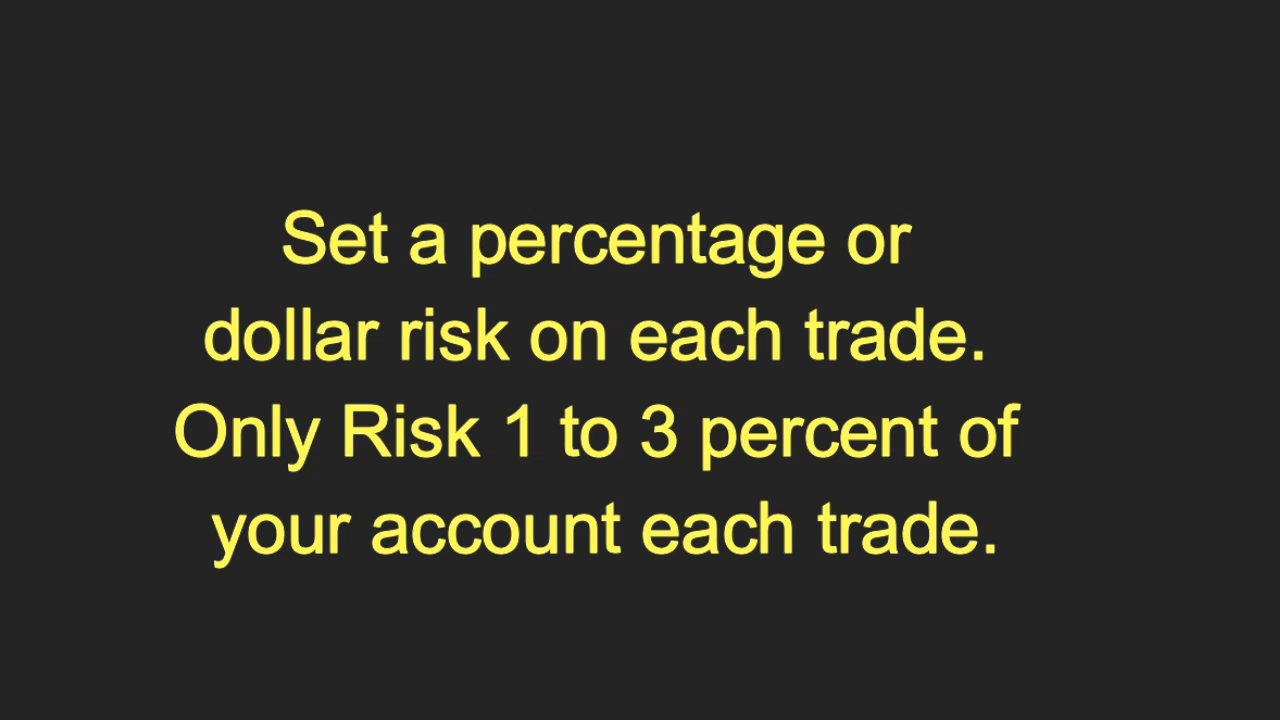 Set a percentage or
dollar risk on each trade.
Only Risk 1 to 3 percent of
your account each trade.